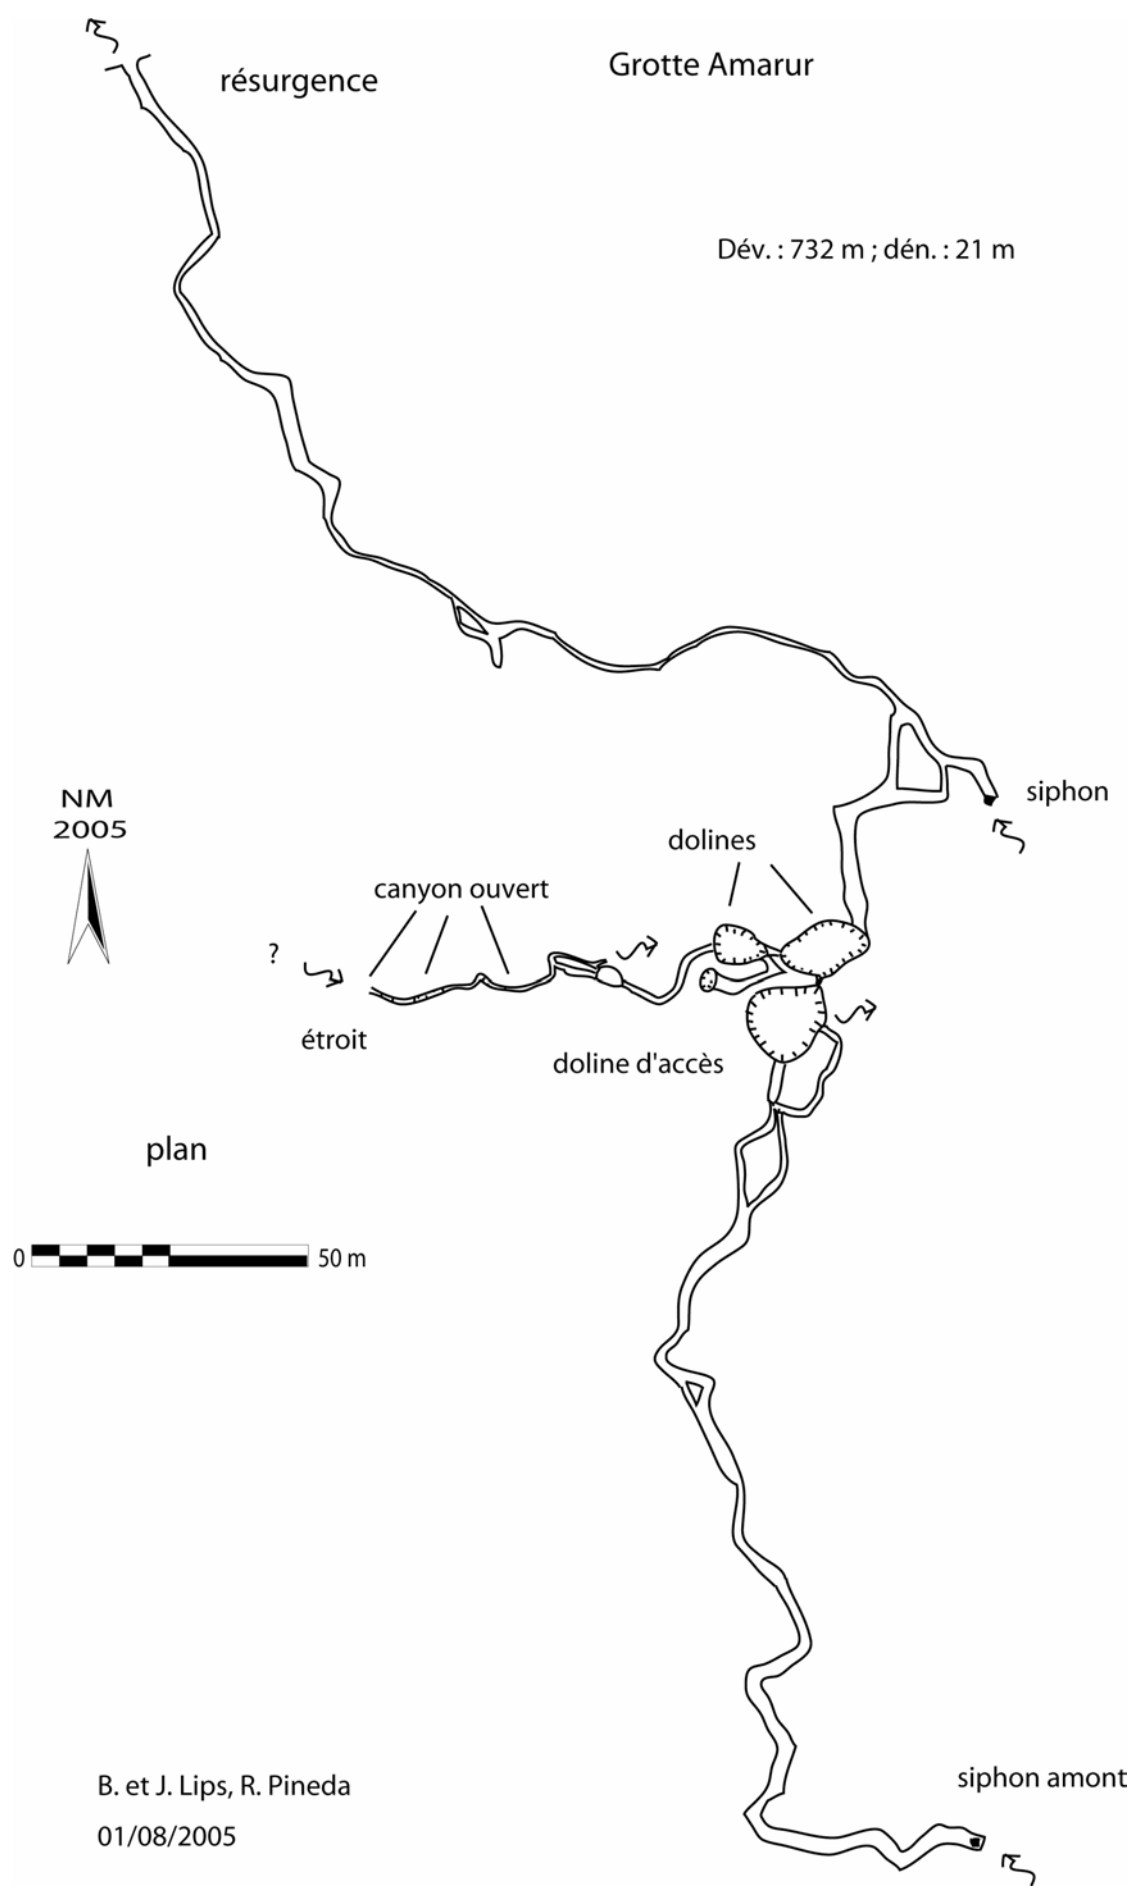 Grotte Amarur
résurgence
Dév. : 732 m ; dén. : 21 m
siphon
NM
2005
dolines
canyon ouvert
?
étroit
doline d'accès
plan
0 50 m
siphon amont
B. et J. Lips, R. Pineda
01/08/2005